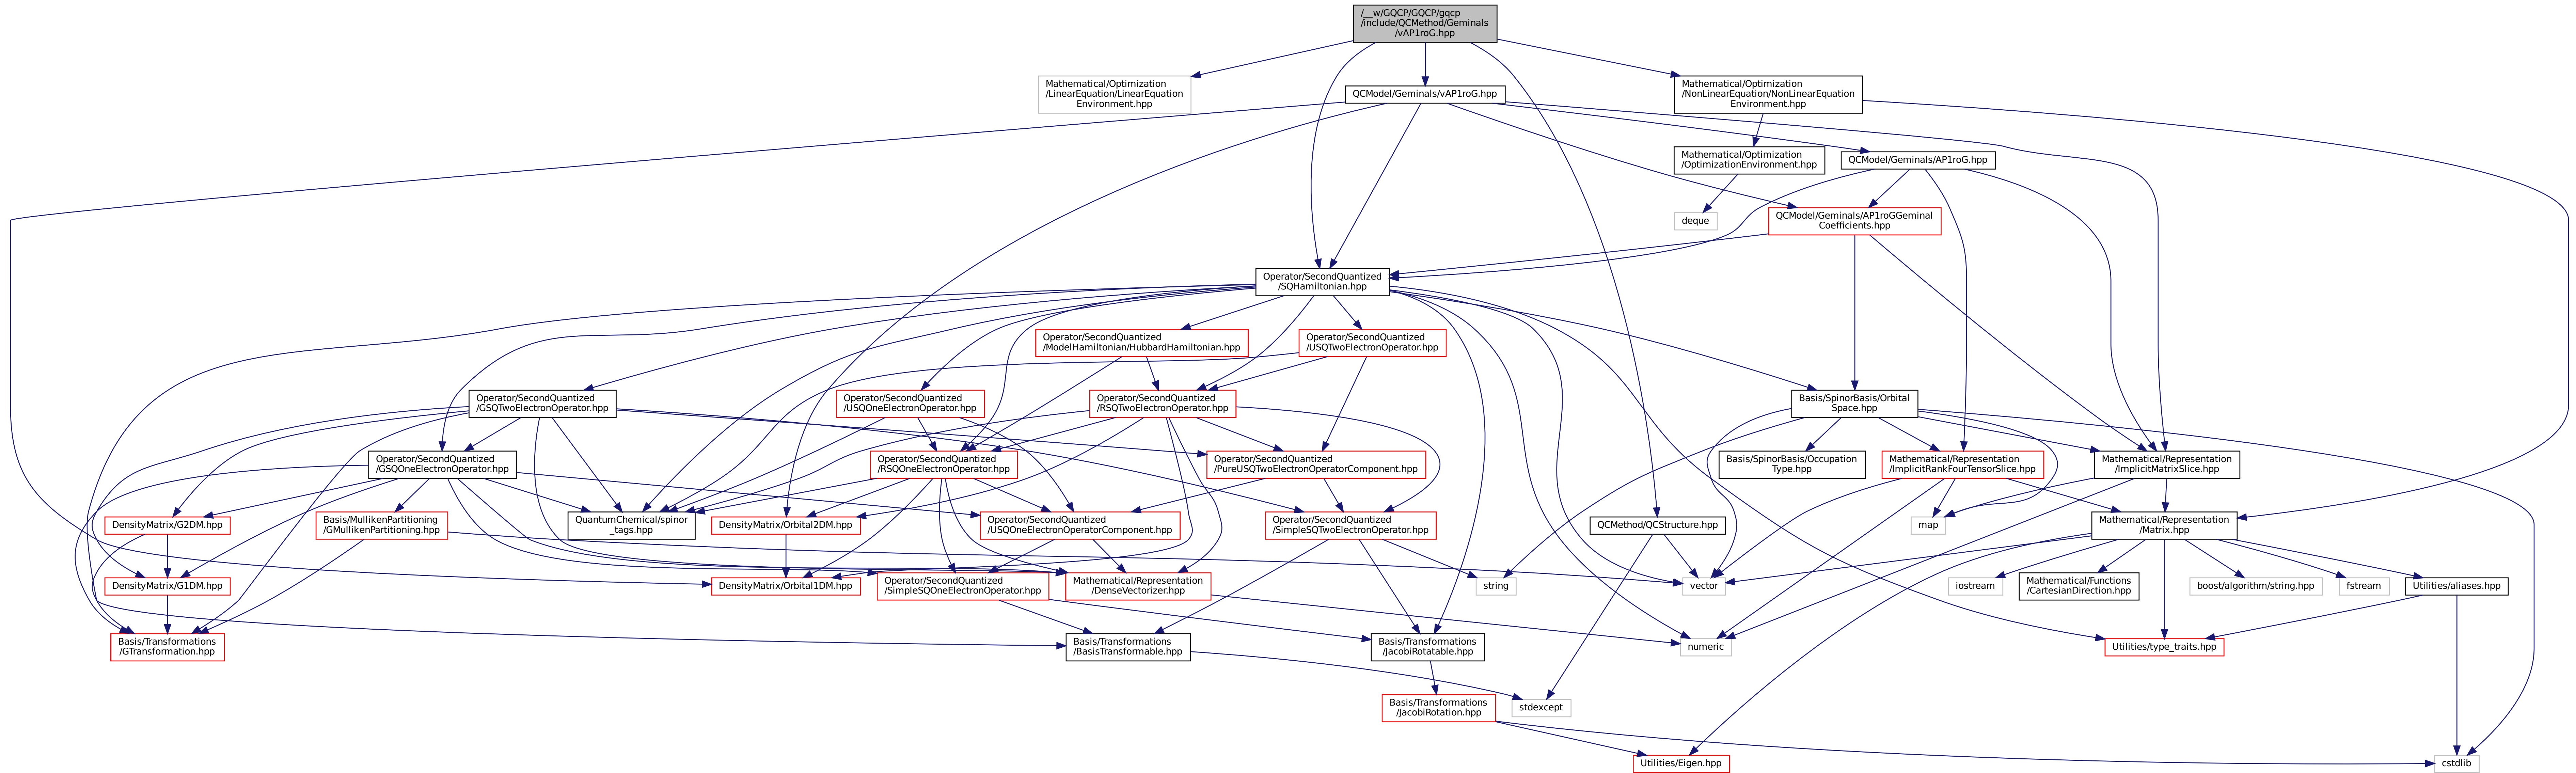 /__w/GQCP/GQCP/gqcp
/include/QCMethod/Geminals
/vAP1roG.hpp
Mathematical/Optimization
/LinearEquation/LinearEquation
Environment.hpp
QCModel/Geminals/vAP1roG.hpp
Mathematical/Optimization
/NonLinearEquation/NonLinearEquation
Environment.hpp
Mathematical/Optimization
/OptimizationEnvironment.hpp
QCModel/Geminals/AP1roG.hpp
deque
QCModel/Geminals/AP1roGGeminal
Coefficients.hpp
Operator/SecondQuantized
/SQHamiltonian.hpp
Operator/SecondQuantized
/ModelHamiltonian/HubbardHamiltonian.hpp
Operator/SecondQuantized
/USQTwoElectronOperator.hpp
Operator/SecondQuantized
/GSQTwoElectronOperator.hpp
Operator/SecondQuantized
/USQOneElectronOperator.hpp
Operator/SecondQuantized
/RSQTwoElectronOperator.hpp
Basis/SpinorBasis/Orbital
Space.hpp
Operator/SecondQuantized
/GSQOneElectronOperator.hpp
Operator/SecondQuantized
/RSQOneElectronOperator.hpp
Operator/SecondQuantized
/PureUSQTwoElectronOperatorComponent.hpp
Basis/SpinorBasis/Occupation
Type.hpp
Mathematical/Representation
/ImplicitRankFourTensorSlice.hpp
Mathematical/Representation
/ImplicitMatrixSlice.hpp
DensityMatrix/G2DM.hpp
Basis/MullikenPartitioning
/GMullikenPartitioning.hpp
QuantumChemical/spinor
_tags.hpp
DensityMatrix/Orbital2DM.hpp
Operator/SecondQuantized
/USQOneElectronOperatorComponent.hpp
Operator/SecondQuantized
/SimpleSQTwoElectronOperator.hpp
QCMethod/QCStructure.hpp
map
Mathematical/Representation
/Matrix.hpp
DensityMatrix/G1DM.hpp
DensityMatrix/Orbital1DM.hpp
Operator/SecondQuantized
/SimpleSQOneElectronOperator.hpp
Mathematical/Representation
/DenseVectorizer.hpp
string
vector
iostream
Mathematical/Functions
/CartesianDirection.hpp
boost/algorithm/string.hpp
fstream
Utilities/aliases.hpp
Basis/Transformations
/GTransformation.hpp
Basis/Transformations
/BasisTransformable.hpp
Basis/Transformations
/JacobiRotatable.hpp
numeric
Utilities/type_traits.hpp
Basis/Transformations
/JacobiRotation.hpp
stdexcept
Utilities/Eigen.hpp
cstdlib